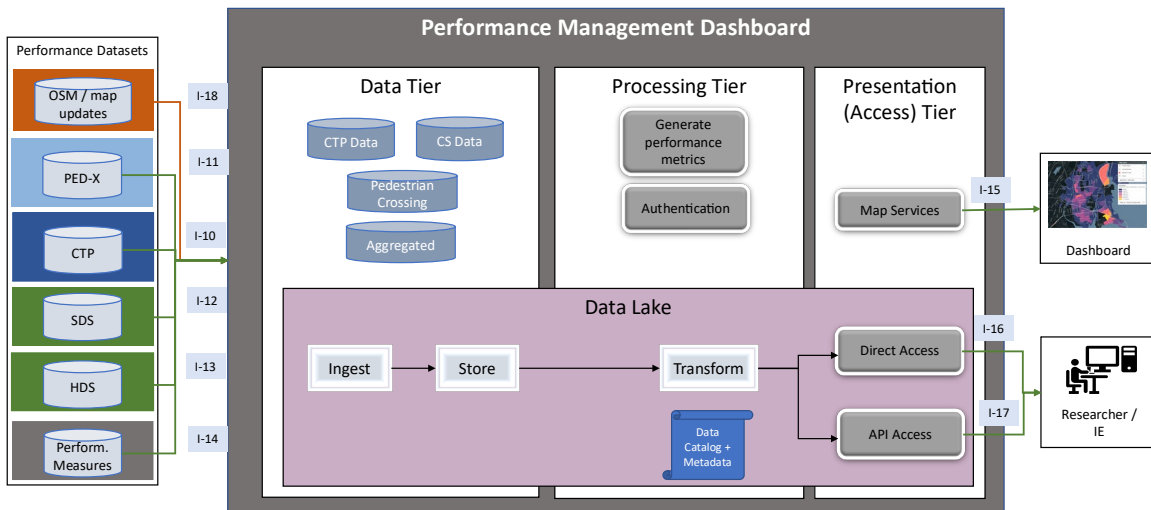 Performance Management Dashboard
Performance Datasets
OSM / map
updates
PED-X
CTP
SDS
HDS
Perform.
Measures
I-18
I-11
I-10
I-12
I-13
I-14
Data Tier
CTP Data
CS Data
Pedestrian
Crossing
Aggregated
Processing Tier
Generate
performance
metrics
Authentication
Presentation
(Access) Tier
Map Services
Data Lake
Ingest
Store
Transform
Data
Catalog +
Metadata
Direct Access
API Access
I-15
I-16
I-17
Dashboard
Researcher /
IE